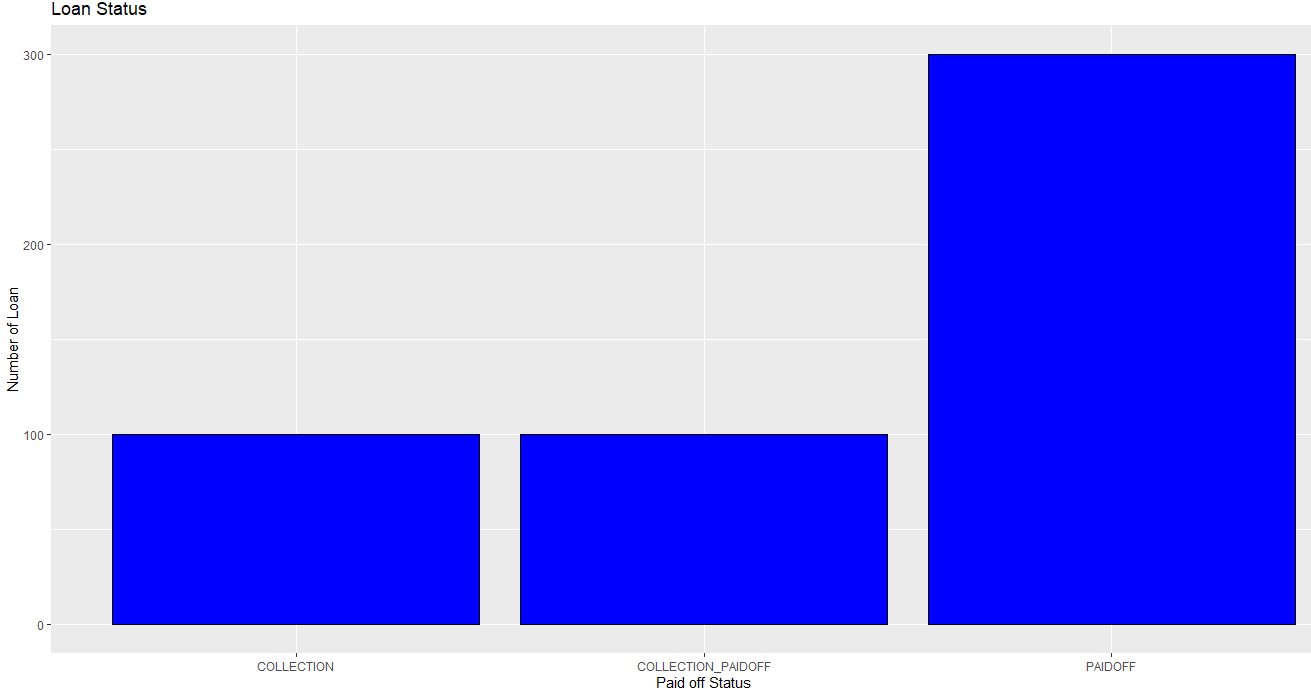 Loan Status
300
200
100
0
Number of Loan
COLLECTION
COLLECTION_PAIDOFF
PAIDOFF
Paid off Status